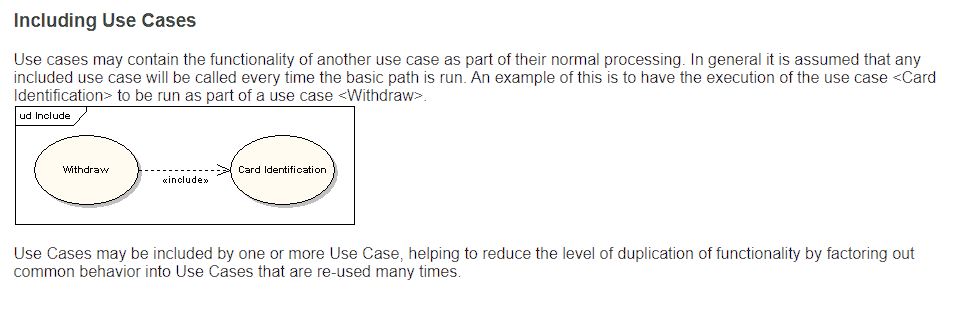 Including Use Cases
Use cases may contain the functionality of another use case as part of their normal processing. In general it is assumed that any
included use case will be called every time the basic path is run. An example of this is to have the execution of the use case <Card
Identification> to be run as part of a use case <Withdraw>.
ud Include
Withdraw
«include»
Card Identification
Use Cases may be included by one or more Use Case, helping to reduce the level of duplication of functionality by factoring out
common behavior into Use Cases that are re-used many times.